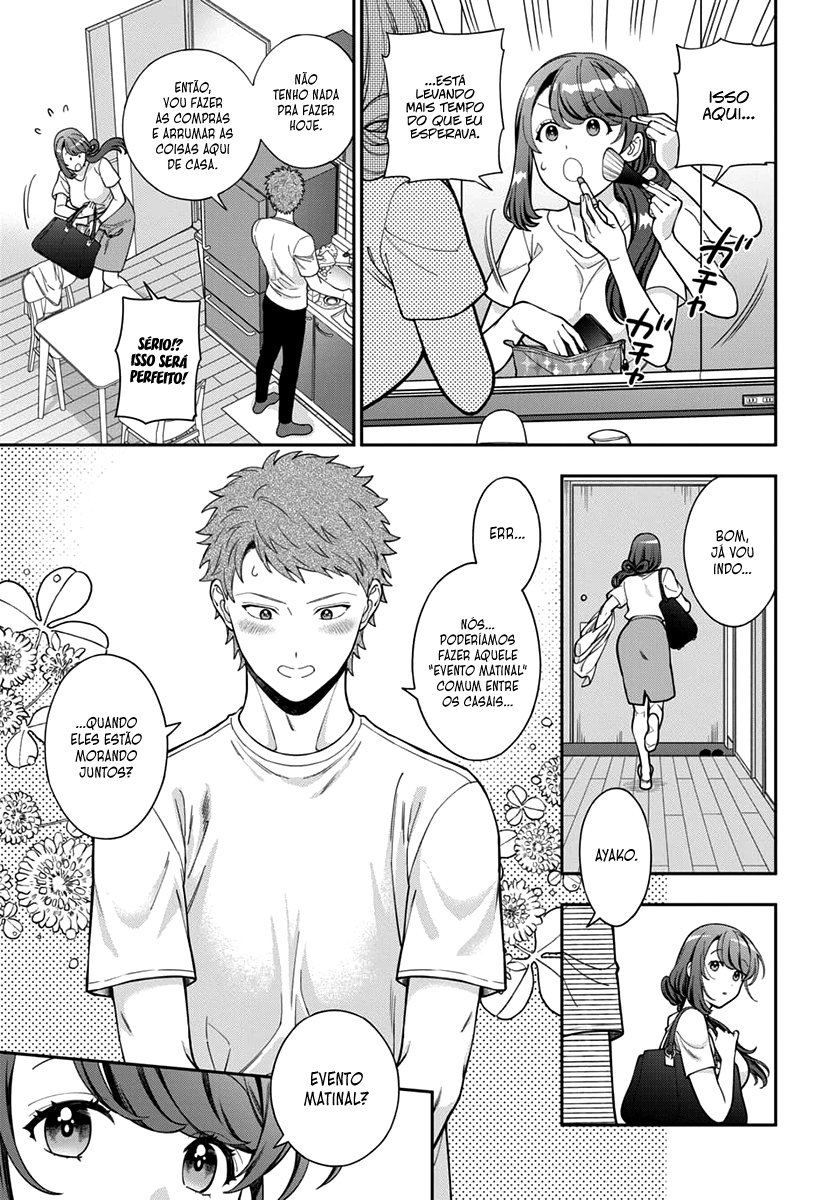 ISSO
AQUI...
...ESTÁ
LEVANDO
MAIS TEMPO
DO QUE EU
ESPERAVA.
ガチャ
ガチャ
NÃO
TENHO NADA
PRA FAZER
HOJE.
ENTÃO,
VOU FAZER
AS COMPRAS
E ARRUMAR AS
COISAS AQUI
DE CASA.
SÉRIO!?
ISSO SERÁ
PERFEITO!
BOM,
JÁ VOU
INDO...
AYAKO.
ERR...
NÓS...
PODERÍAMOS
FAZER AQUELE
"EVENTO MATINAL"
COMUM ENTRE
OS CASAIS...
...QUANDO
ELES ESTÃO
MORANDO
JUNTOS?
EVENTO
MATINAL?